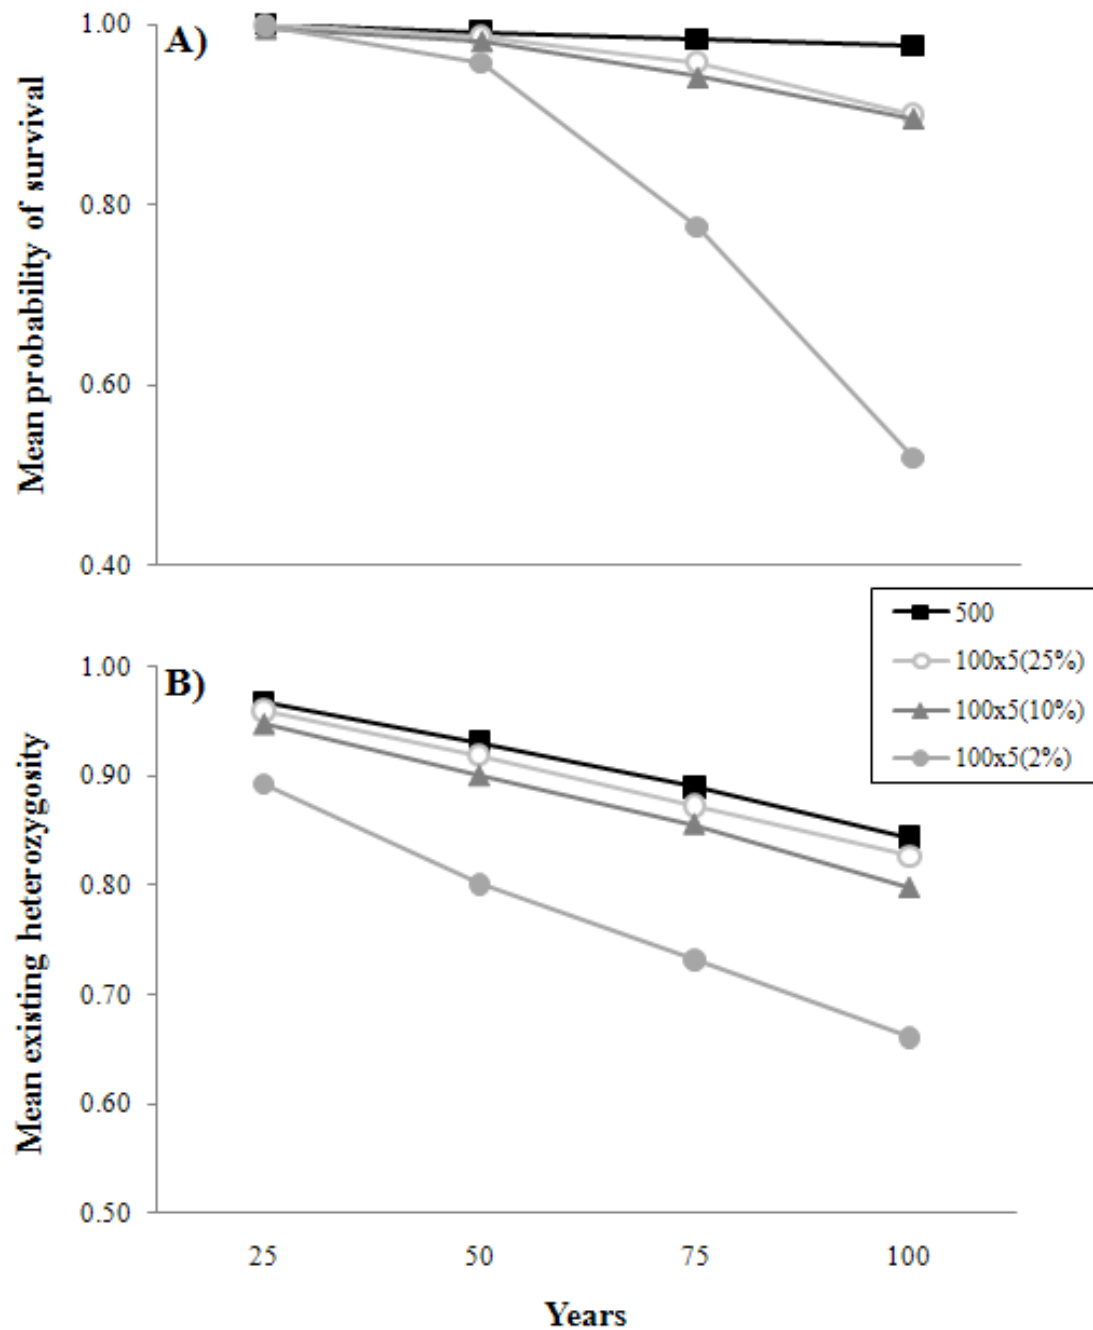 A)
Mean probability of survival
1.00
0.80
0.60
0.40
500
100x5(25%)
100x5(10%)
100x5(2%)
B)
Mean existing heterozygosity
1.00
0.90
0.80
0.70
0.60
0.50
25 50 75 100
Years